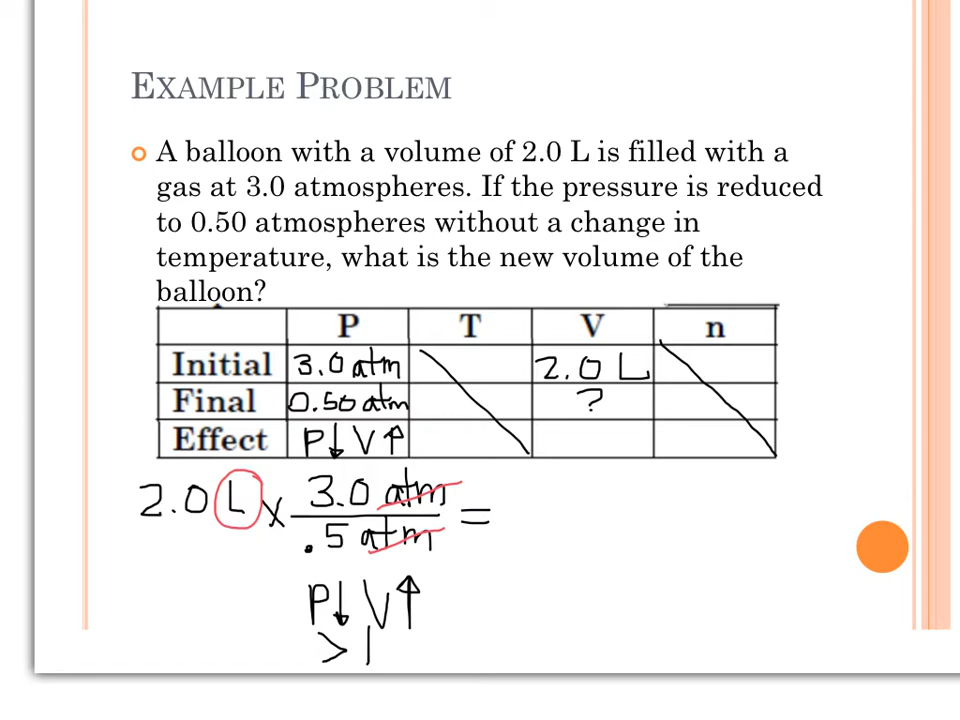 EXAMPLE PROBLEM
A balloon with a volume of 2.0 L is filled with a
gas at 3.0 atmospheres. If the pressure is reduced
to 0.50 atmospheres without a change in
temperature, what is the new volume of the
balloon?
P T V n
Initial 3.0 atm 2.0 L
Final 0.50 atm ?
Effect P↓ V↑
2.0 L x 3.0 atm =
.5 atm
P↓ V↑
> 1